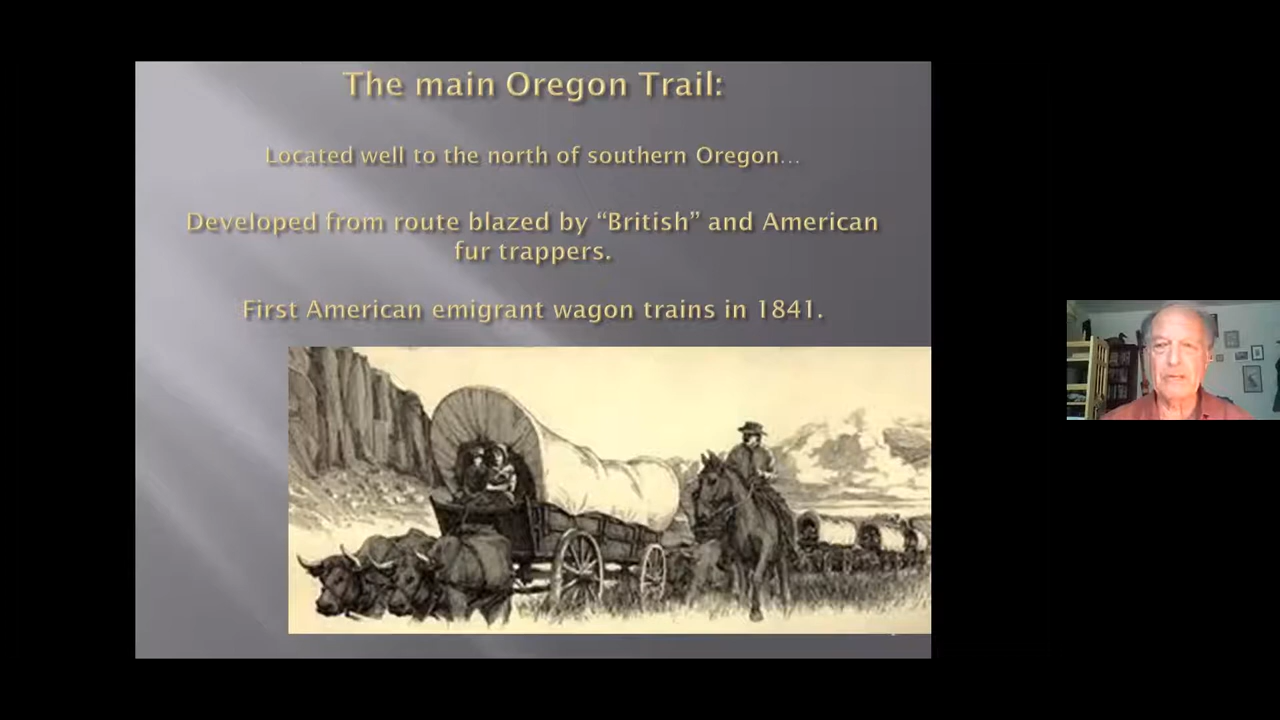 The main Oregon Trail:
Located well to the north of southern Oregon…
Developed from route blazed by “British” and American
fur trappers.
First American emigrant wagon trains in 1841.